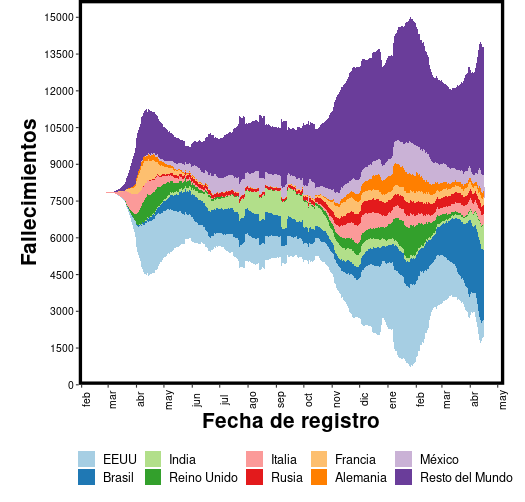 Fallecimientos
15000
13500
12000
10500
9000
7500
6000
4500
3000
1500
0
feb mar abr may jun jul ago sep oct nov dic ene feb mar abr may
Fecha de registro
EEUU India Italia Francia México
Brasil Reino Unido Rusia Alemania Resto del Mundo